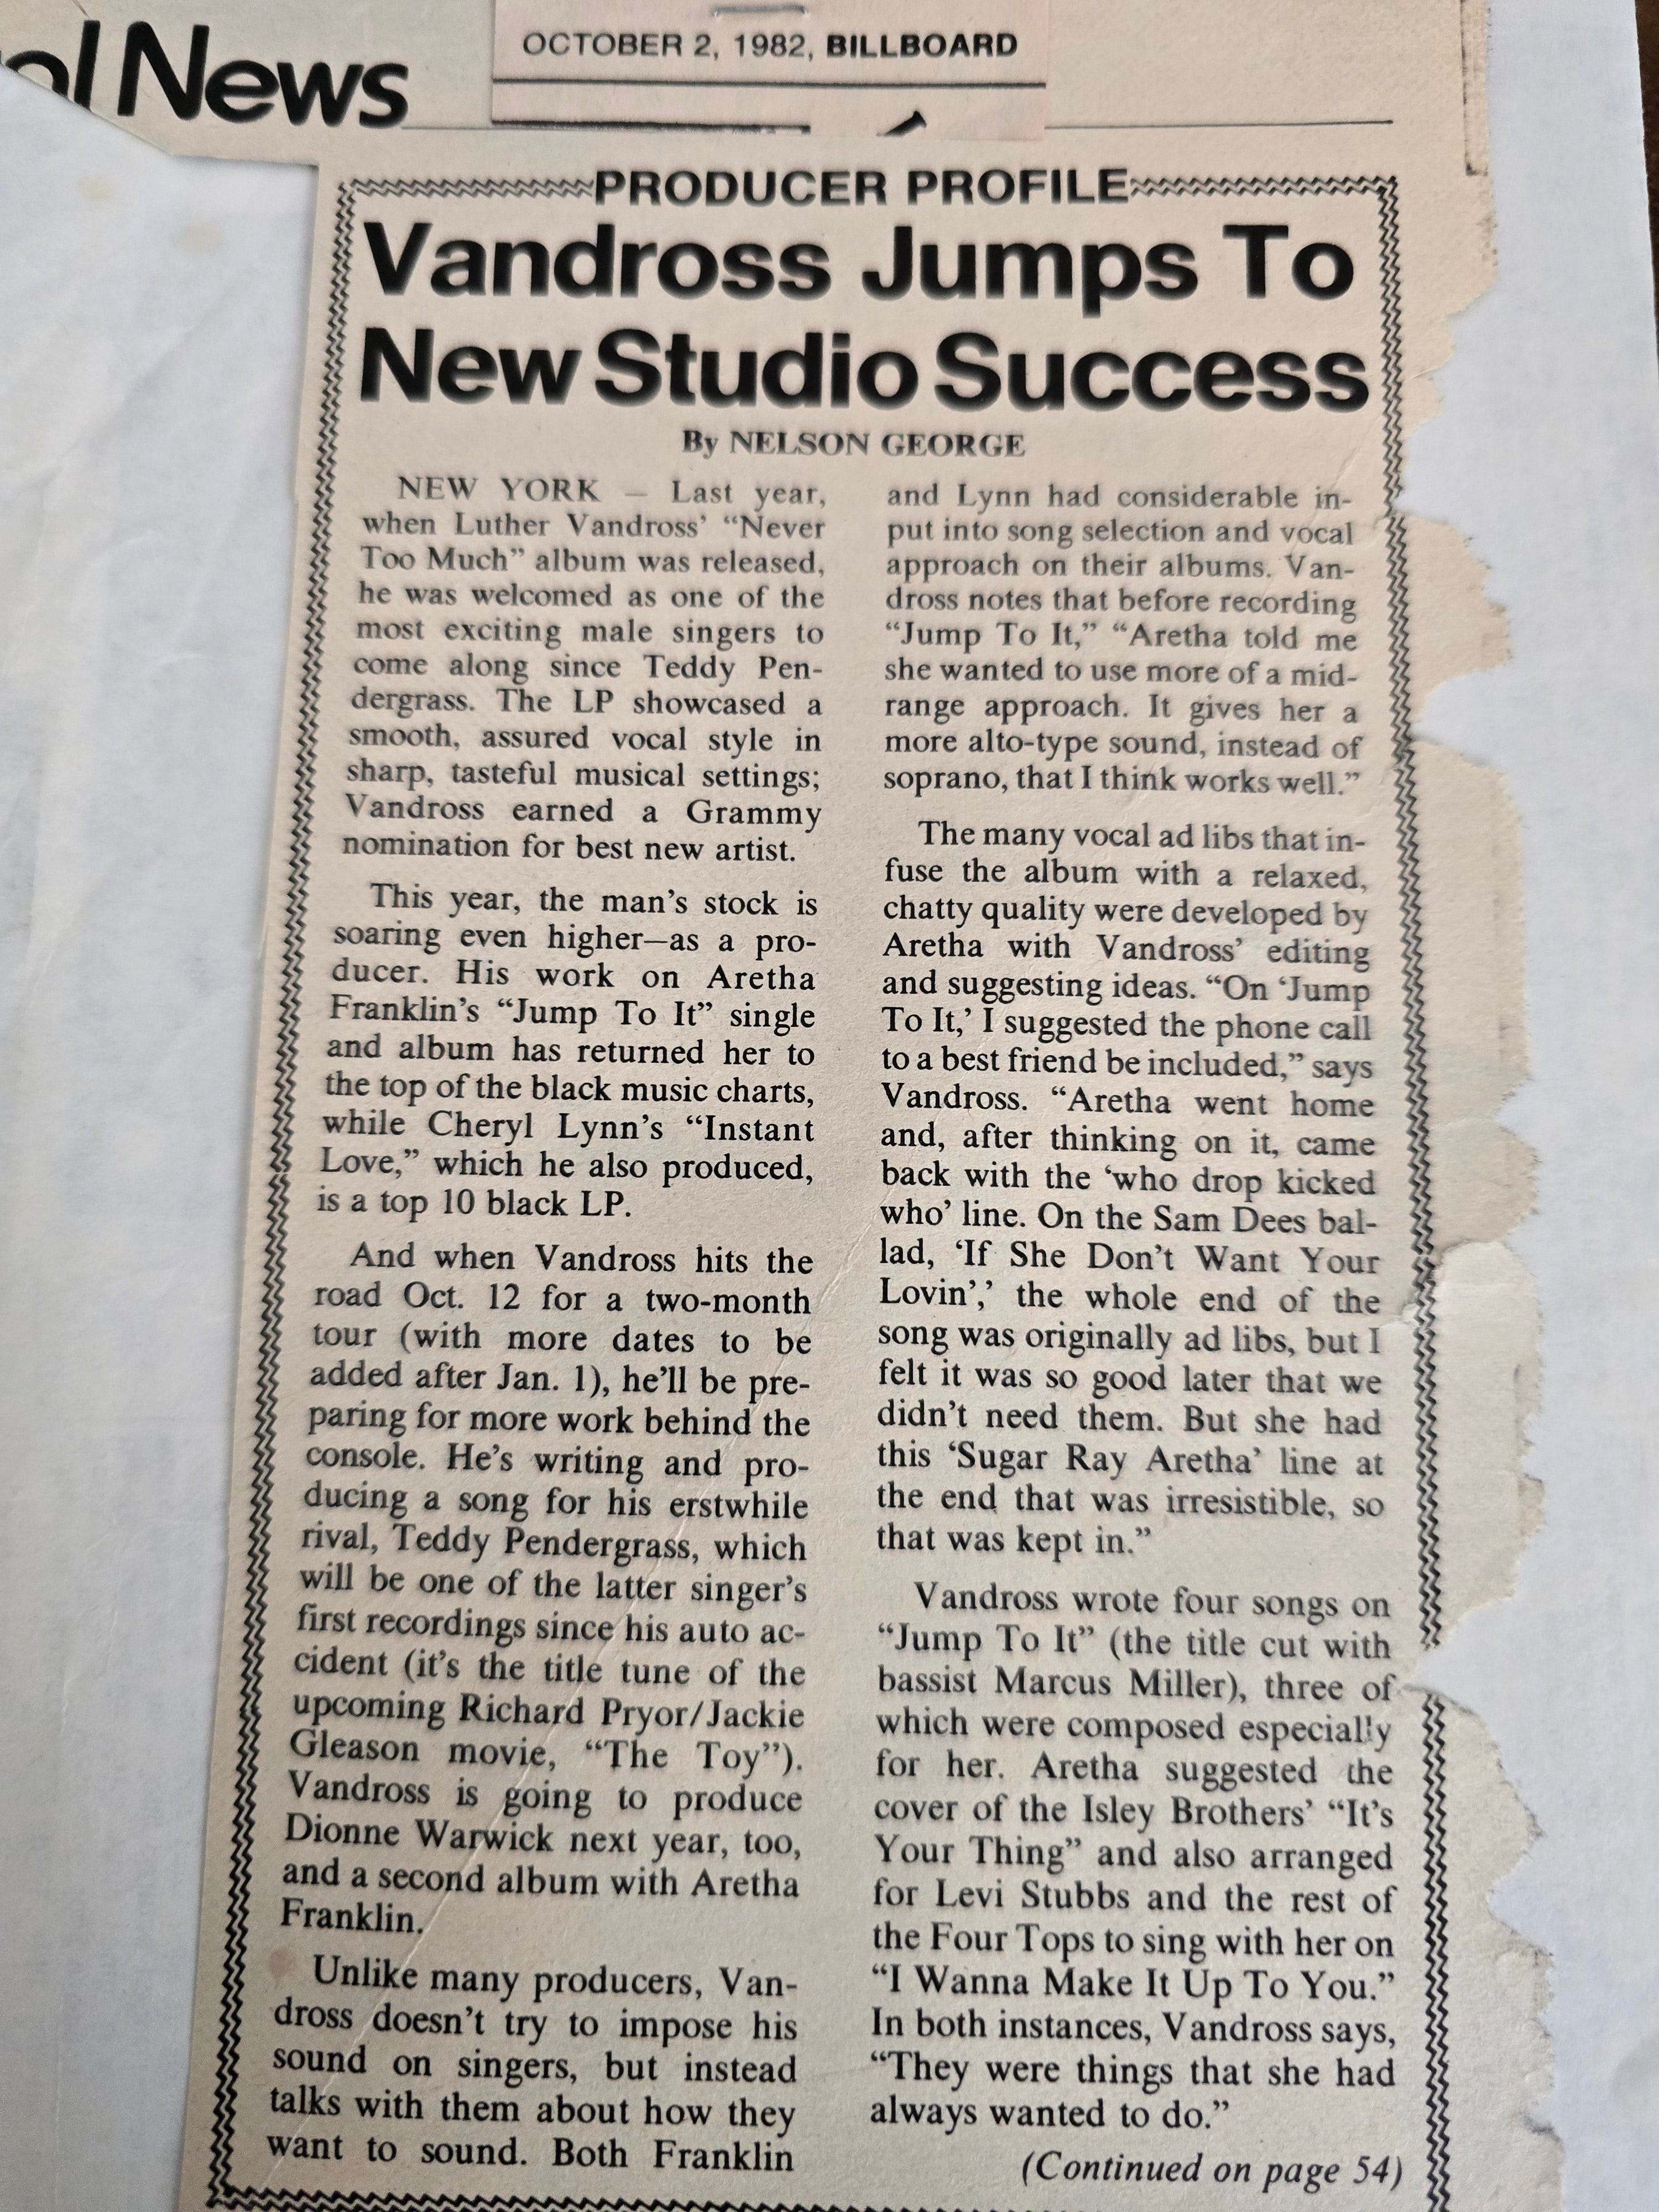 News
OCTOBER 2, 1982, BILLBOARD
PRODUCER PROFILE
Vandross Jumps To
New Studio Success
By NELSON GEORGE
NEW YORK — Last year,
when Luther Vandross’ “Never
Too Much” album was released,
he was welcomed as one of the
most exciting male singers to
come along since Teddy Pen-
dergrass. The LP showcased a
smooth, assured vocal style in
sharp, tasteful musical settings;
Vandross earned a Grammy
nomination for best new artist.
This year, the man’s stock is
soaring even higher—as a pro-
ducer. His work on Aretha
Franklin’s “Jump To It” single
and album has returned her to
the top of the black music charts,
while Cheryl Lynn’s “Instant
Love,” which he also produced,
is a top 10 black LP.
And when Vandross hits the
road Oct. 12 for a two-month
tour (with more dates to be
added after Jan. 1), he’ll be pre-
paring for more work behind the
console. He’s writing and pro-
ducing a song for his erstwhile
rival, Teddy Pendergrass, which
will be one of the latter singer’s
first recordings since his auto ac-
cident (it’s the title tune of the
upcoming Richard Pryor/Jackie
Gleason movie, “The Toy”).
Vandross is going to produce
Dionne Warwick next year, too,
and a second album with Aretha
Franklin.
Unlike many producers, Van-
dross doesn’t try to impose his
sound on singers, but instead
talks with them about how they
want to sound. Both Franklin
and Lynn had considerable in-
put into song selection and vocal
approach on their albums. Van-
dross notes that before recording
“Jump To It,” “Aretha told me
she wanted to use more of a mid-
range approach. It gives her a
more alto-type sound, instead of
soprano, that I think works well.”
The many vocal ad libs that in-
fuse the album with a relaxed,
chatty quality were developed by
Aretha with Vandross’ editing
and suggesting ideas. “On ‘Jump
To It,’ I suggested the phone call
to a best friend be included,” says
Vandross. “Aretha went home
and, after thinking on it, came
back with the ‘who drop kicked
who’ line. On the Sam Dees bal-
lad, ‘If She Don’t Want Your
Lovin’,’ the whole end of the
song was originally ad libs, but I
felt it was so good later that we
didn’t need them. But she had
this ‘Sugar Ray Aretha’ line at
the end that was irresistible, so
that was kept in.”
Vandross wrote four songs on
“Jump To It” (the title cut with
bassist Marcus Miller), three of
which were composed especially
for her. Aretha suggested the
cover of the Isley Brothers’ “It’s
Your Thing” and also arranged
for Levi Stubbs and the rest of
the Four Tops to sing with her on
“I Wanna Make It Up To You.”
In both instances, Vandross says,
“They were things that she had
always wanted to do.”
(Continued on page 54)